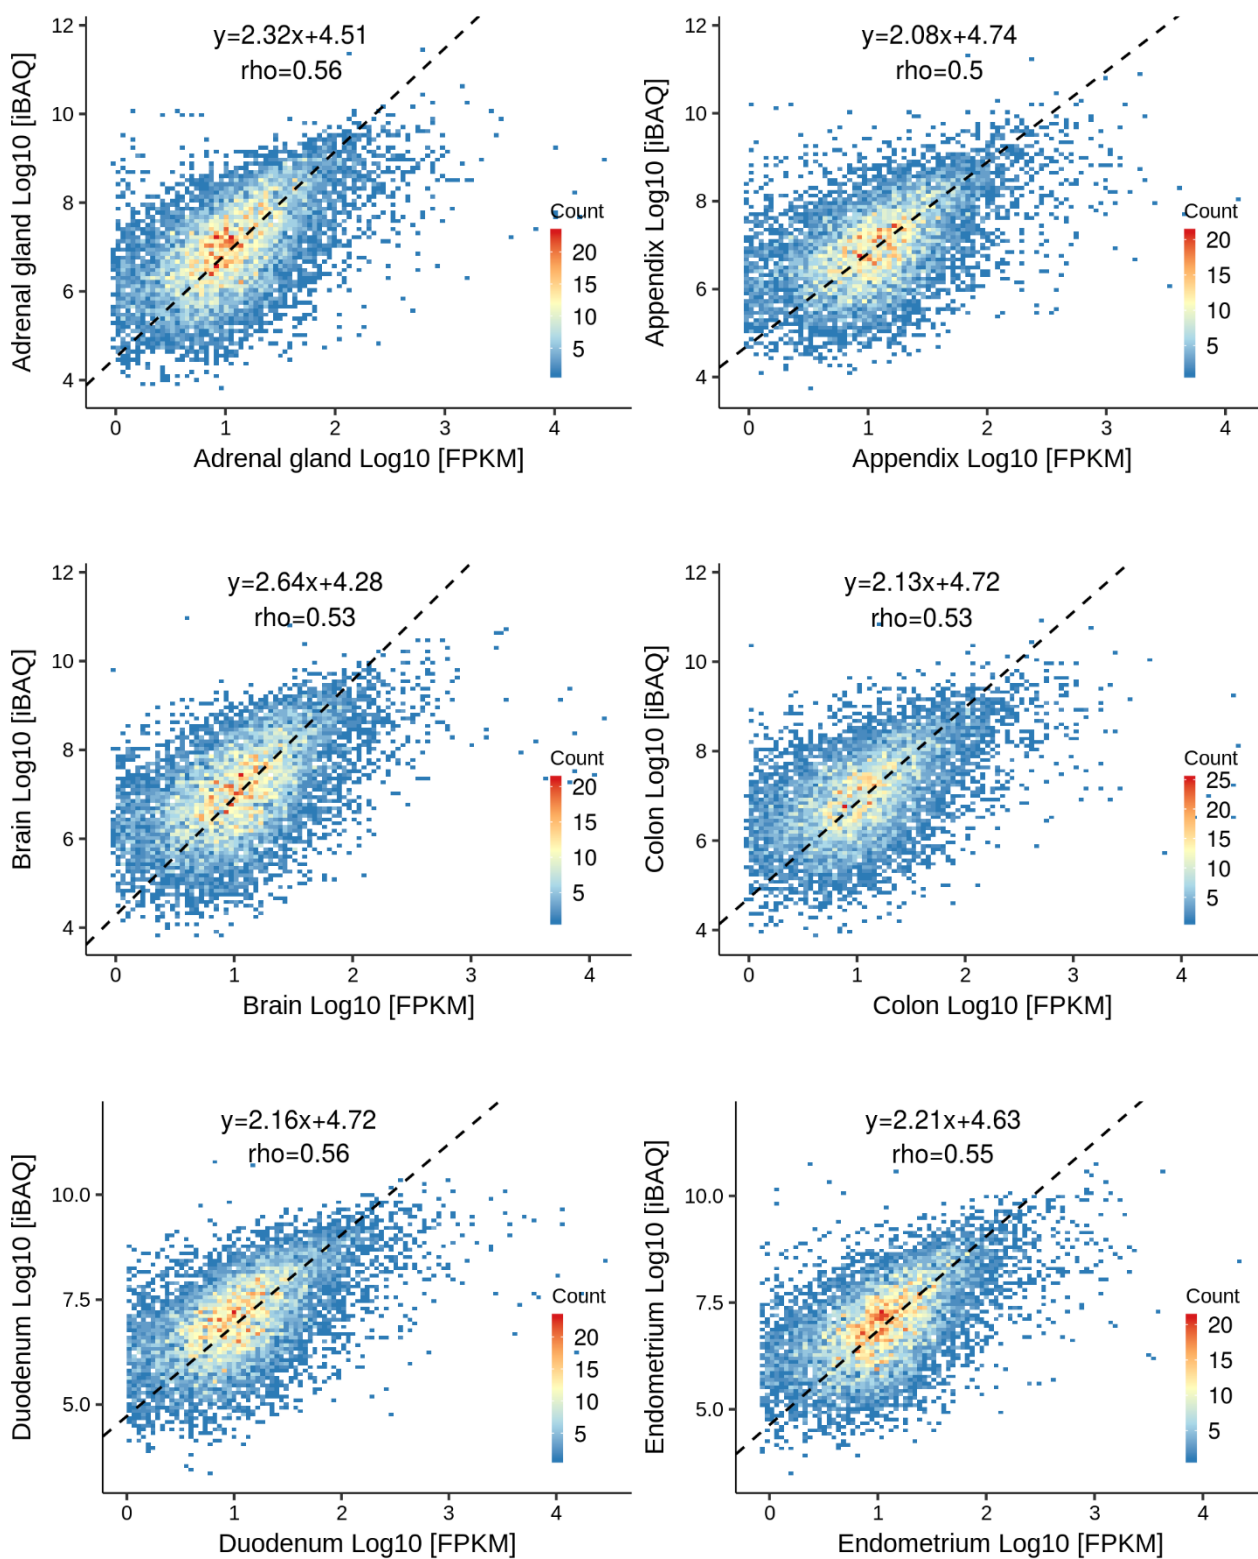 y=2.32x+4.51
rho=0.56
Adrenal gland Log10 [iBAQ]
12
10
8
6
4
Count
20
15
10
5
0 1 2 3 4
Adrenal gland Log10 [FPKM]
y=2.08x+4.74
rho=0.5
Appendix Log10 [iBAQ]
12
10
8
6
4
Count
20
15
10
5
0 1 2 3 4
Appendix Log10 [FPKM]
y=2.64x+4.28
rho=0.53
Brain Log10 [iBAQ]
12
10
8
6
4
Count
20
15
10
5
0 1 2 3 4
Brain Log10 [FPKM]
y=2.13x+4.72
rho=0.53
Colon Log10 [iBAQ]
12
10
8
6
4
Count
25
20
15
10
5
0 1 2 3 4
Colon Log10 [FPKM]
y=2.16x+4.72
rho=0.56
Duodenum Log10 [iBAQ]
10.0
7.5
5.0
Count
20
15
10
5
0 1 2 3 4
Duodenum Log10 [FPKM]
y=2.21x+4.63
rho=0.55
Endometrium Log10 [iBAQ]
10.0
7.5
5.0
Count
20
15
10
5
0 1 2 3 4
Endometrium Log10 [FPKM]